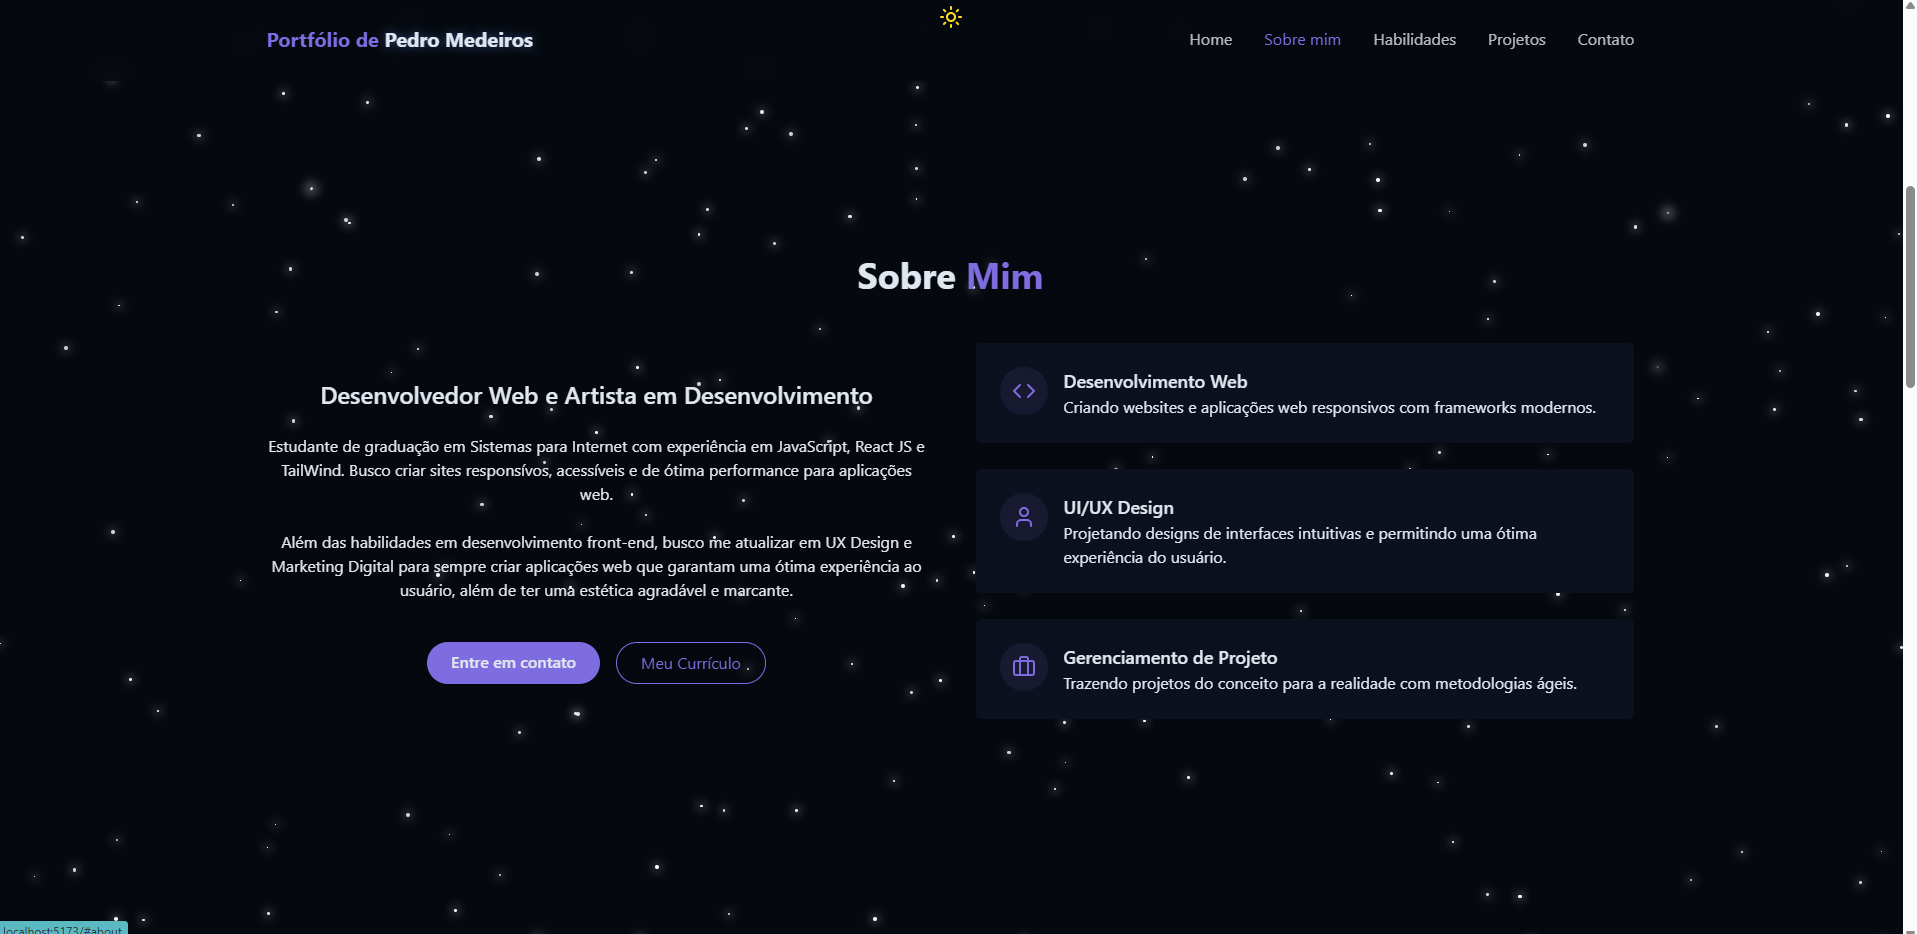 Portfólio de Pedro Medeiros
Home
Sobre mim
Habilidades
Projetos
Contato
Sobre Mim
Desenvolvedor Web e Artista em Desenvolvimento
Estudante de graduação em Sistemas para Internet com experiência em JavaScript, React JS e
TailWind. Busco criar sites responsívos, acessíveis e de ótima performance para aplicações
web.
Além das habilidades em desenvolvimento front-end, busco me atualizar em UX Design e
Marketing Digital para sempre criar aplicações web que garantam uma ótima experiência ao
usuário, além de ter uma estética agradável e marcante.
Entre em contato
Meu Currículo
Desenvolvimento Web
Criando websites e aplicações web responsivos com frameworks modernos.
UI/UX Design
Projetando designs de interfaces intuitivas e permitindo uma ótima
experiência do usuário.
Gerenciamento de Projeto
Trazendo projetos do conceito para a realidade com metodologias ágeis.
localhost:5173/#about